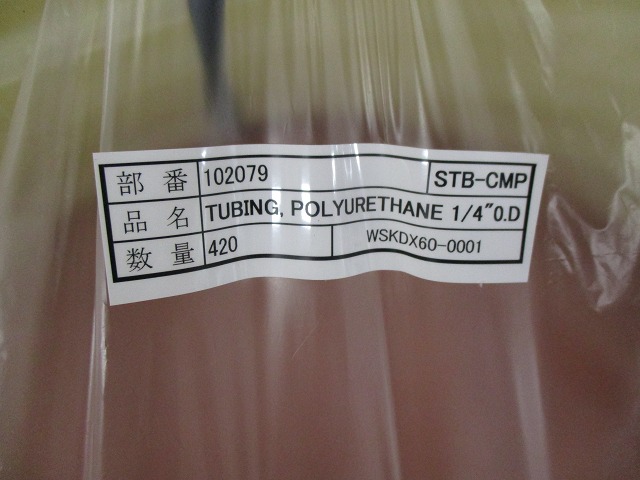 部番 102079 STB-CMP
品名 TUBING, POLYURETHANE 1/4"O.D
数量 420 WSKDX60-0001